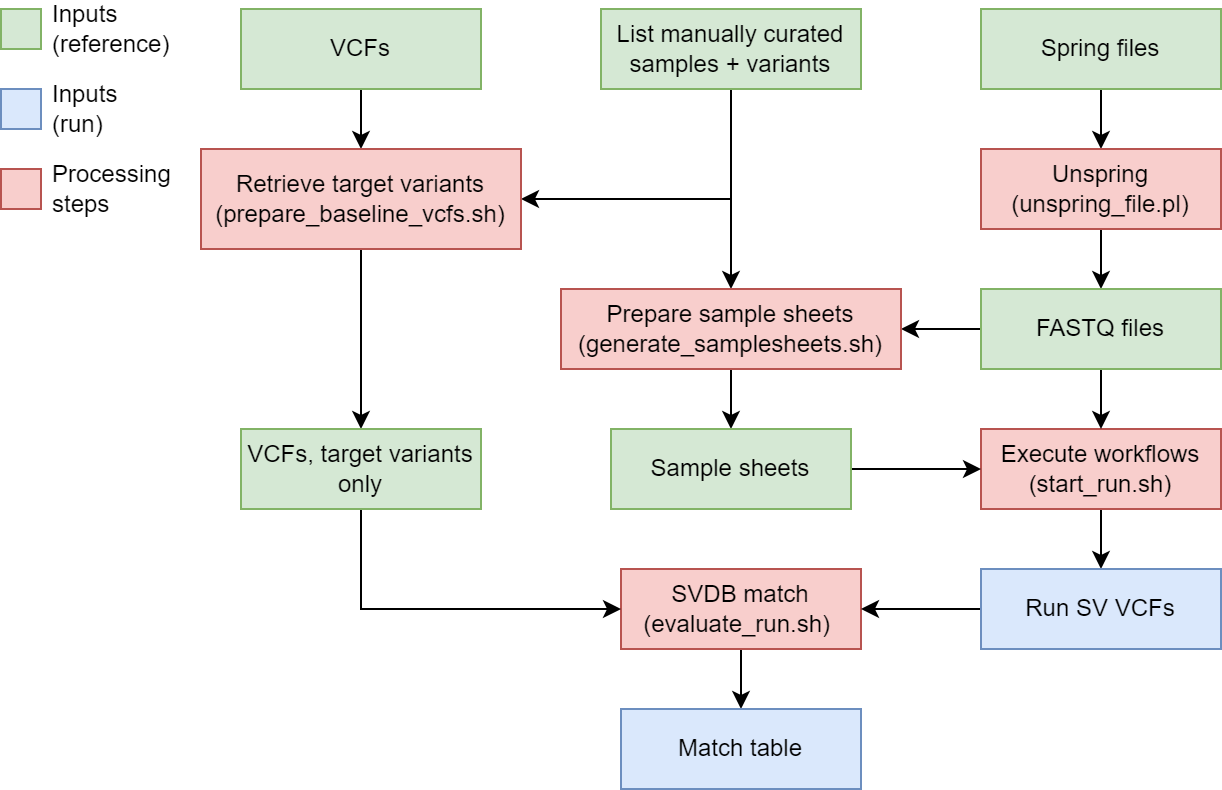 Inputs
(reference)
Inputs
(run)
Processing
steps
VCFs
List manually curated
samples + variants
Spring files
Retrieve target variants
(prepare_baseline_vcfs.sh)
Unspring
(unspring_file.pl)
Prepare sample sheets
(generate_samplesheets.sh)
FASTQ files
VCFs, target variants
only
Sample sheets
Execute workflows
(start_run.sh)
SVDB match
(evaluate_run.sh)
Run SV VCFs
Match table